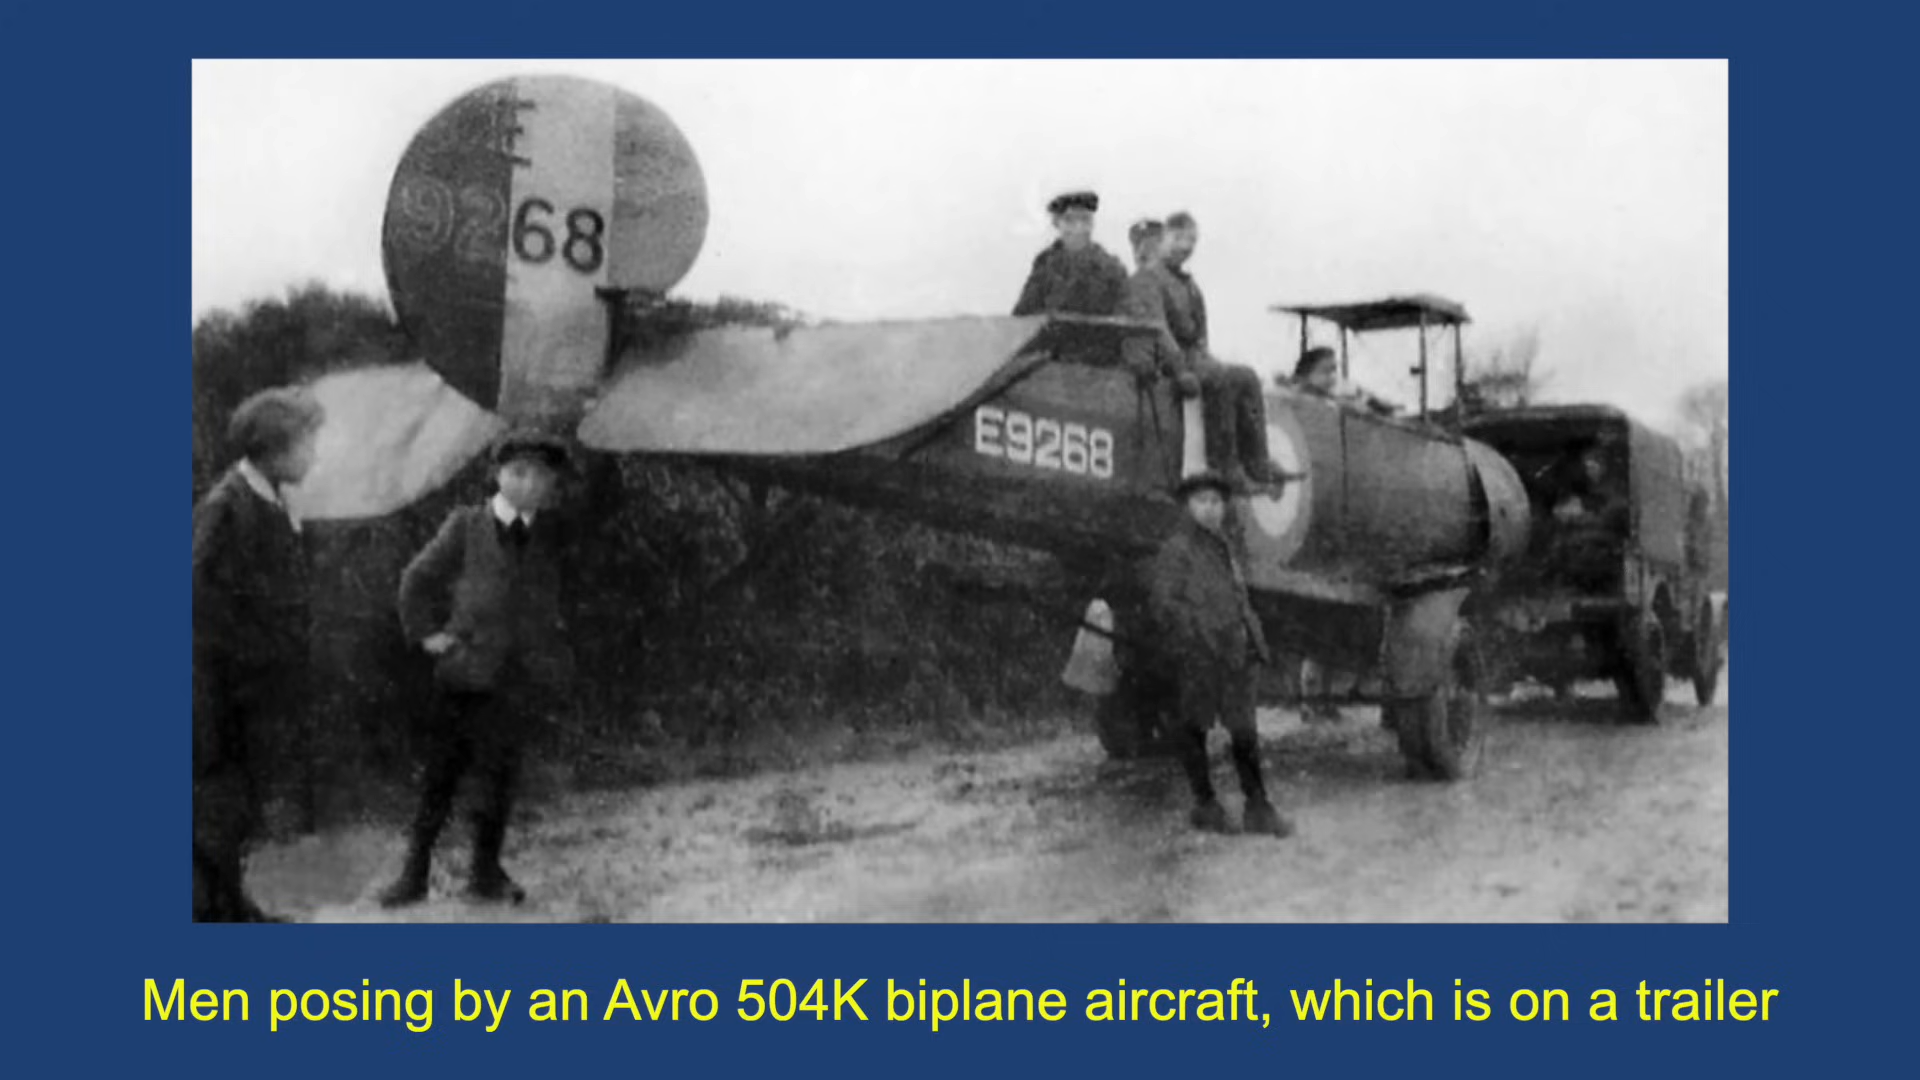 E
9268
E9268
Men posing by an Avro 504K biplane aircraft, which is on a trailer